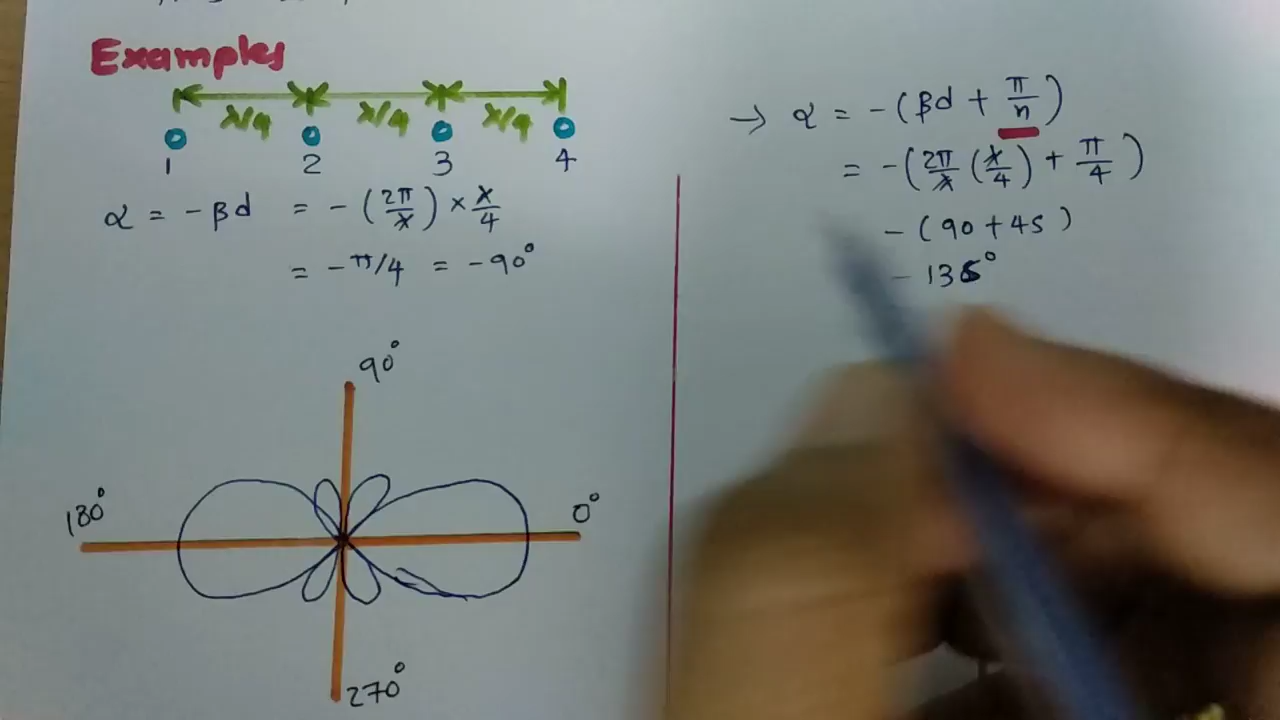 Examples
λ/4 λ/4 λ/4
1 2 3 4
α = - βd = - (2π/λ) × λ/4
= - π/4 = - 90°
90°
180° 0°
270°
→ α = - (βd + π/n)
= - (2π/λ (λ/4) + π/4)
- (90 + 45)
- 135°